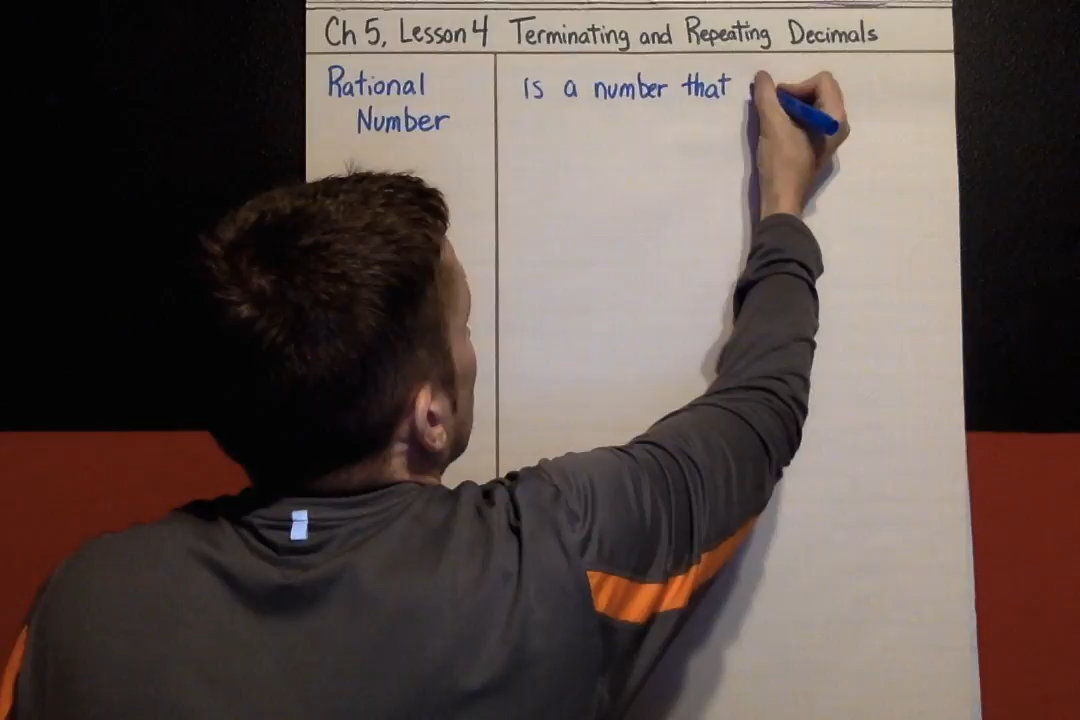 Ch 5, Lesson 4 Terminating and Repeating Decimals
Rational is a number that
Number